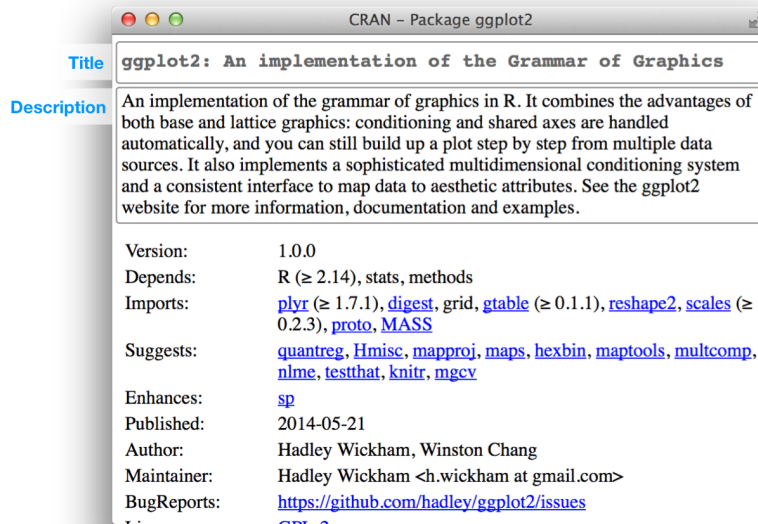 CRAN – Package ggplot2
Title
ggplot2: An implementation of the Grammar of Graphics
Description
An implementation of the grammar of graphics in R. It combines the advantages of
both base and lattice graphics: conditioning and shared axes are handled
automatically, and you can still build up a plot step by step from multiple data
sources. It also implements a sophisticated multidimensional conditioning system
and a consistent interface to map data to aesthetic attributes. See the ggplot2
website for more information, documentation and examples.
Version: 1.0.0
Depends: R (≥ 2.14), stats, methods
Imports: plyr (≥ 1.7.1), digest, grid, gtable (≥ 0.1.1), reshape2, scales (≥
0.2.3), proto, MASS
Suggests: quantreg, Hmisc, mapproj, maps, hexbin, maptools, multcomp,
nlme, testthat, knitr, mgcv
Enhances: sp
Published: 2014-05-21
Author: Hadley Wickham, Winston Chang
Maintainer: Hadley Wickham <h.wickham at gmail.com>
BugReports: https://github.com/hadley/ggplot2/issues